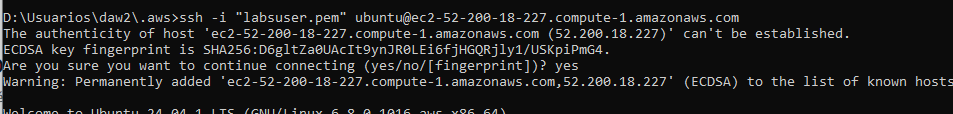 D:\Usuarios\daw2\.aws>ssh -i "labsuser.pem" ubuntu@ec2-52-200-18-227.compute-1.amazonaws.com
The authenticity of host 'ec2-52-200-18-227.compute-1.amazonaws.com (52.200.18.227)' can't be established.
ECDSA key fingerprint is SHA256:D6gltZa0UAcIt9ynJR0LEi6fjHGQRjly1/USKpiPmG4.
Are you sure you want to continue connecting (yes/no/[fingerprint])? yes
Warning: Permanently added 'ec2-52-200-18-227.compute-1.amazonaws.com,52.200.18.227' (ECDSA) to the list of known hosts
Welcome to Ubuntu 24.04.1 LTS (GNU/Linux 6.8.0-1016-aws x86_64)